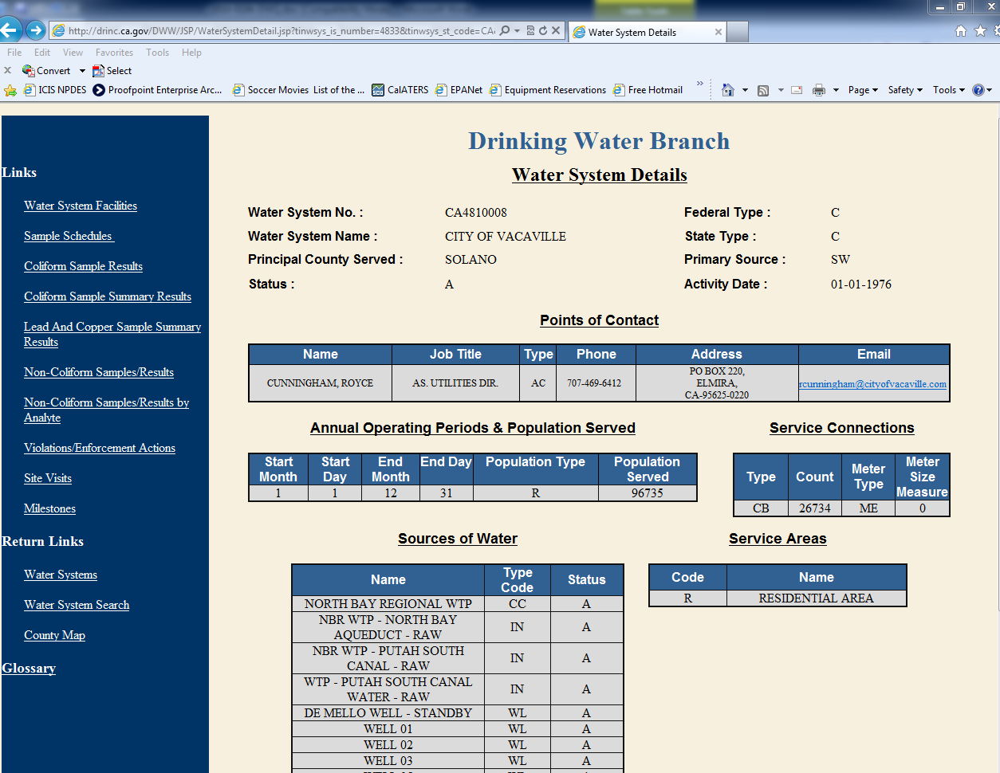 http://drinc.ca.gov/DWW/JSP/WaterSystemDetail.jsp?tinwsys_is_number=4833&tinwsys_st_code=CA
Water System Details
File Edit View Favorites Tools Help
Convert Select
ICIS NPDES Proofpoint Enterprise Arc... Soccer Movies List of the ... CalATERS EPANet Equipment Reservations Free Hotmail Page Safety Tools
Links
Water System Facilities
Sample Schedules
Coliform Sample Results
Coliform Sample Summary Results
Lead And Copper Sample Summary
Results
Non-Coliform Samples/Results
Non-Coliform Samples/Results by
Analyte
Violations/Enforcement Actions
Site Visits
Milestones
Return Links
Water Systems
Water System Search
County Map
Glossary
Drinking Water Branch
Water System Details
Water System No. : CA4810008 Federal Type : C
Water System Name : CITY OF VACAVILLE State Type : C
Principal County Served : SOLANO Primary Source : SW
Status : A Activity Date : 01-01-1976
Points of Contact
Name Job Title Type Phone Address Email
CUNNINGHAM, ROYCE AS. UTILITIES DIR. AC 707-469-6412 PO BOX 220,
ELMIRA,
CA-95625-0220 rcunningham@cityofvacaville.com
Annual Operating Periods & Population Served
Start Month Start Day End Month End Day Population Type Population Served
1 1 12 31 R 96735
Service Connections
Type Count Meter Type Meter Size Measure
CB 26734 ME 0
Sources of Water
Name Type Code Status
NORTH BAY REGIONAL WTP CC A
NBR WTP - NORTH BAY
AQUEDUCT - RAW IN A
NBR WTP - PUTAH SOUTH
CANAL - RAW IN A
WTP - PUTAH SOUTH CANAL
WATER - RAW IN A
DE MELLO WELL - STANDBY WL A
WELL 01 WL A
WELL 02 WL A
WELL 03 WL A
Service Areas
Code Name
R RESIDENTIAL AREA